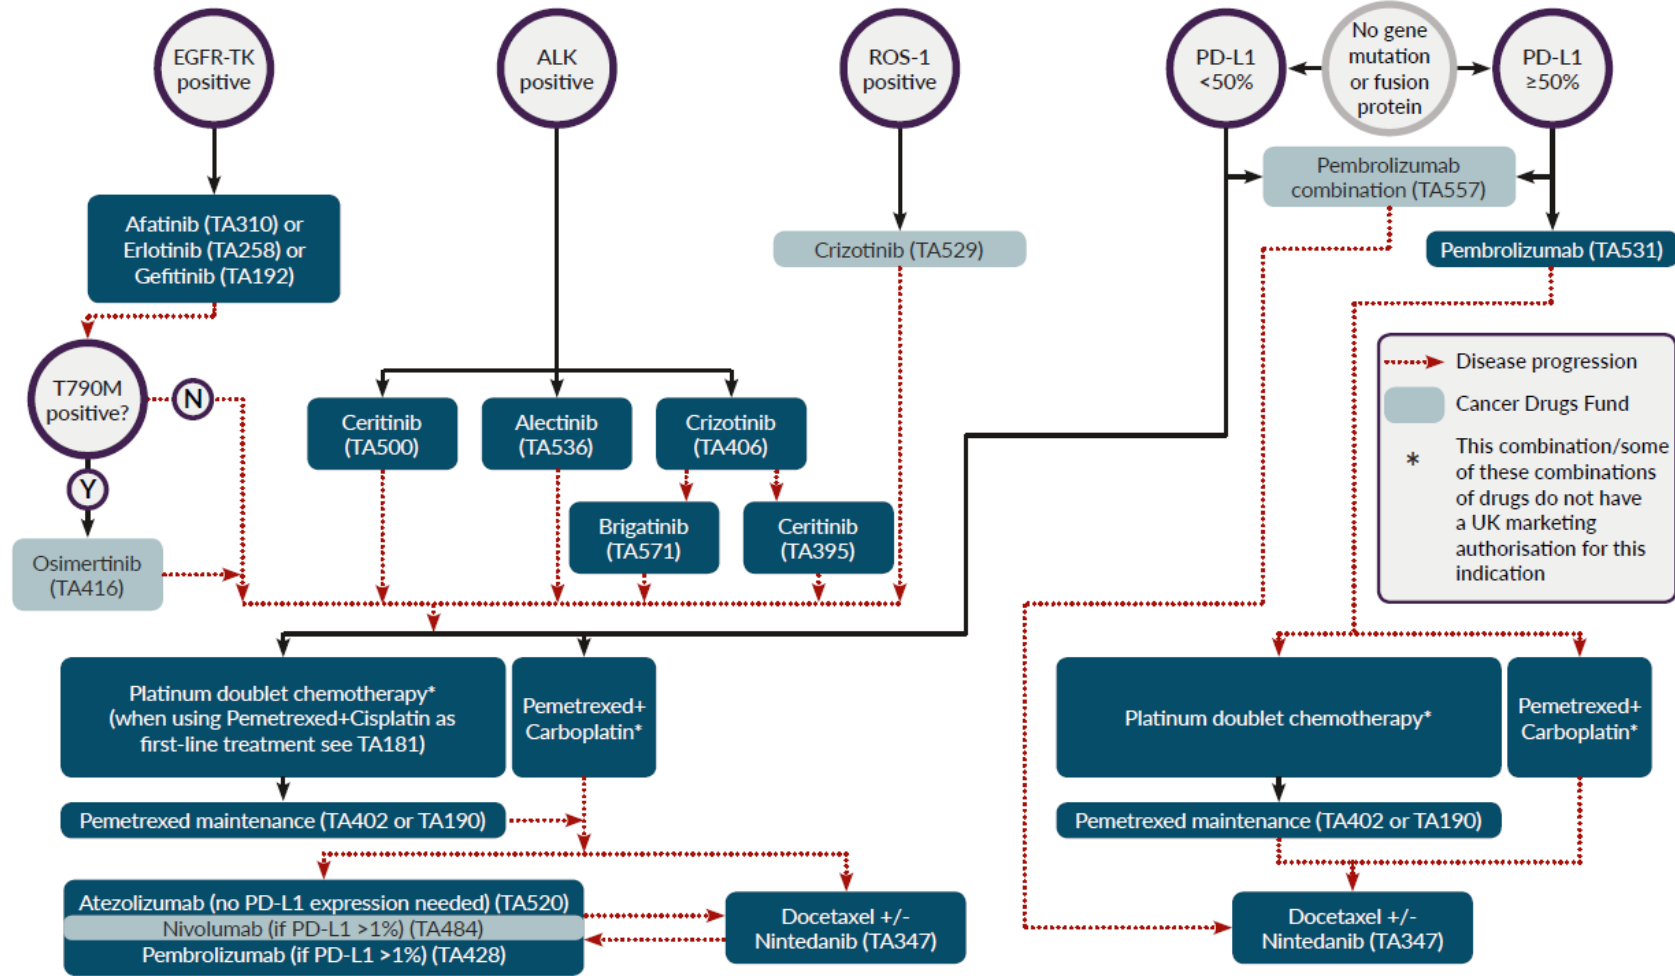 EGFR-TK
positive
ALK
positive
ROS-1
positive
PD-L1
<50%
No gene
mutation
or fusion
protein
PD-L1
≥50%
Pembrolizumab
combination (TA557)
Afatinib (TA310) or
Erlotinib (TA258) or
Gefitinib (TA192)
Crizotinib (TA529)
Pembrolizumab (TA531)
T790M
positive?
N
Y
Osimertinib
(TA416)
Ceritinib
(TA500)
Alectinib
(TA536)
Crizotinib
(TA406)
Brigatinib
(TA571)
Ceritinib
(TA395)
Disease progression
Cancer Drugs Fund
* This combination/some
of these combinations
of drugs do not have
a UK marketing
authorisation for this
indication
Platinum doublet chemotherapy*
(when using Pemetrexed+Cisplatin as
first-line treatment see TA181)
Pemetrexed+
Carboplatin*
Platinum doublet chemotherapy*
Pemetrexed+
Carboplatin*
Pemetrexed maintenance (TA402 or TA190)
Pemetrexed maintenance (TA402 or TA190)
Atezolizumab (no PD-L1 expression needed) (TA520)
Nivolumab (if PD-L1 >1%) (TA484)
Pembrolizumab (if PD-L1 >1%) (TA428)
Docetaxel +/-
Nintedanib (TA347)
Docetaxel +/-
Nintedanib (TA347)